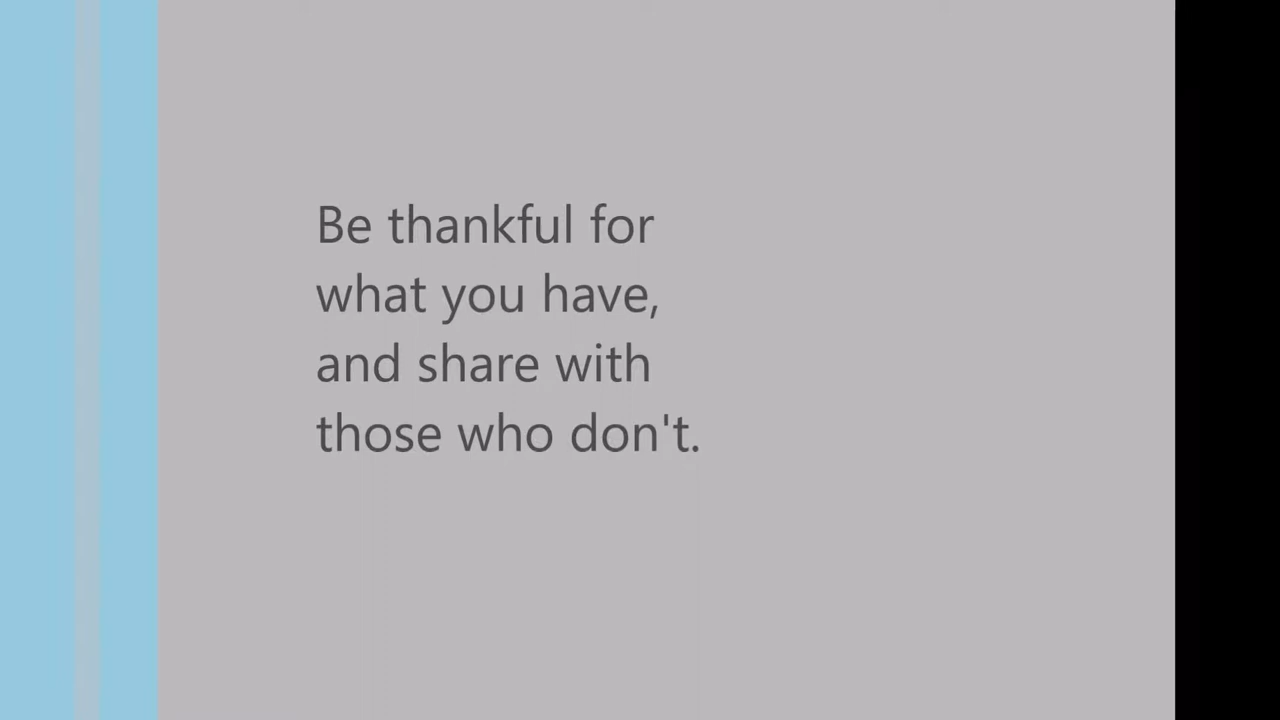 Be thankful for
what you have,
and share with
those who don't.